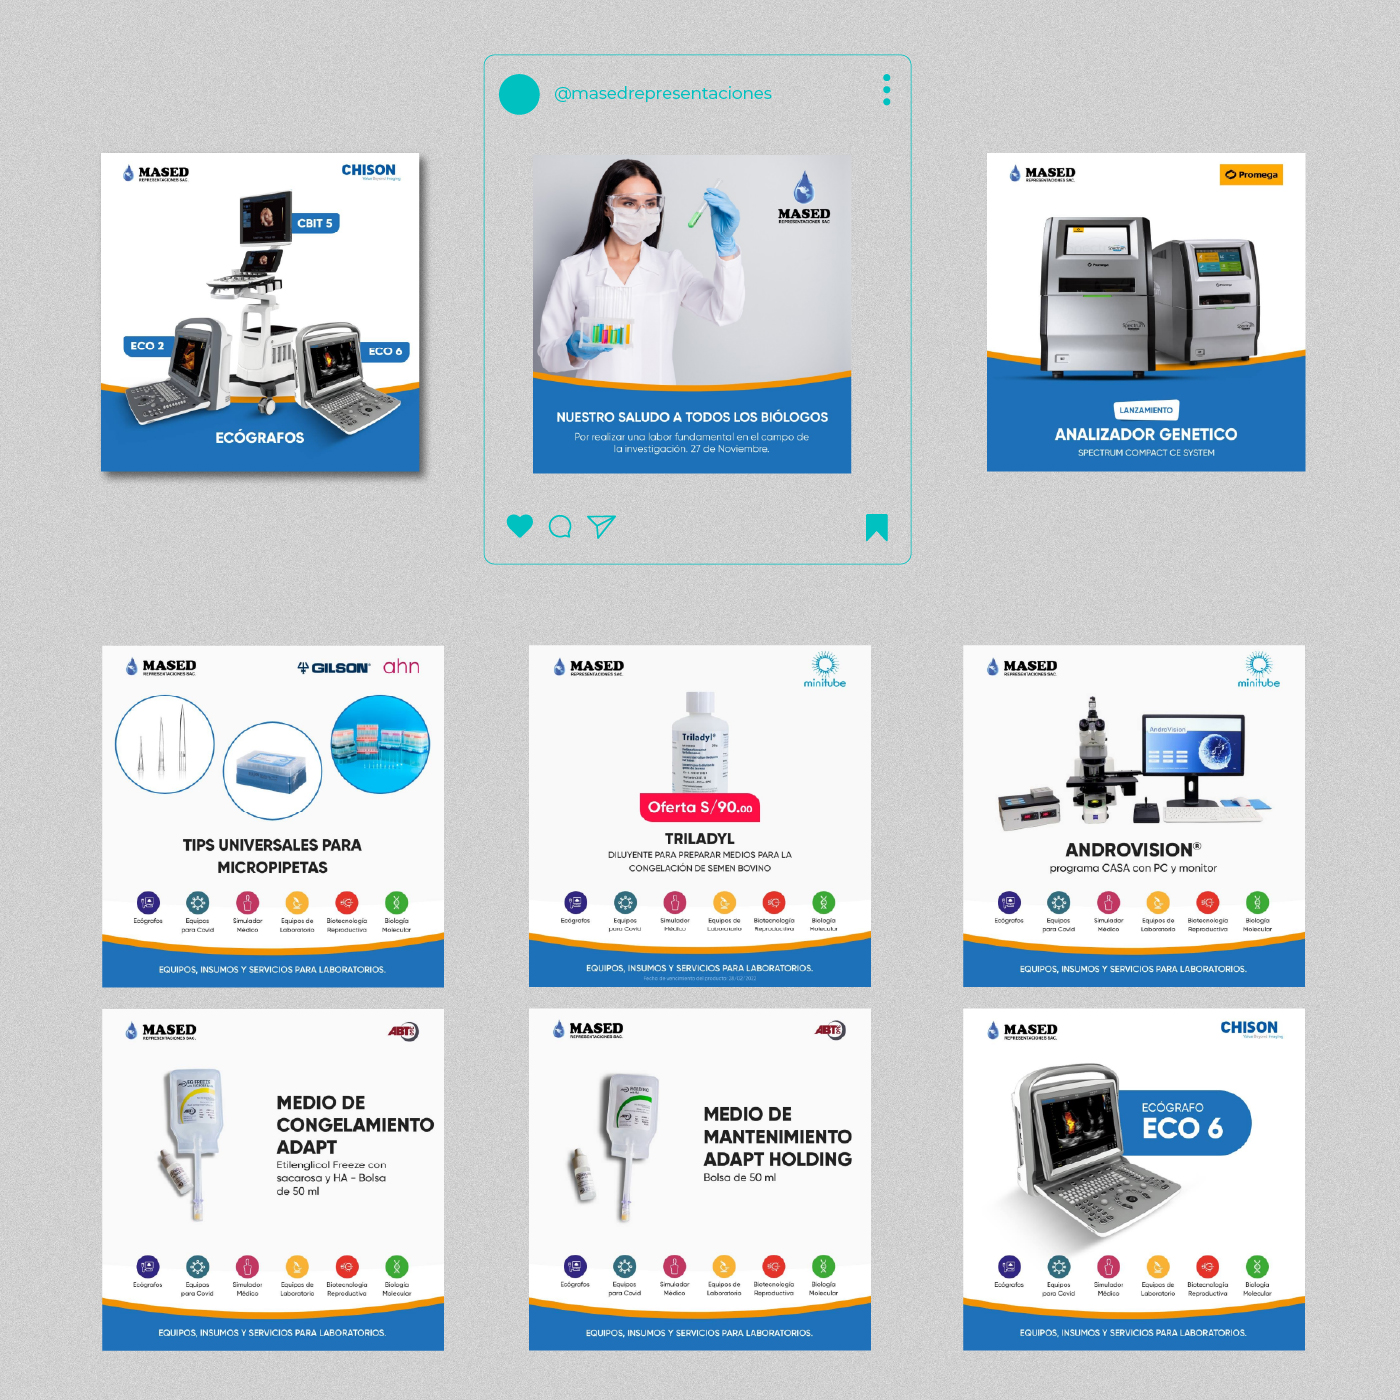 @masedrepresentaciones
MASED
REPRESENTACIONES SAC.
CHISON
CBIT 5
ECO 2
ECO 6
ECÓGRAFOS
MASED
REPRESENTACIONES SAC
NUESTRO SALUDO A TODOS LOS BIÓLOGOS
Por realizar una labor fundamental en el campo de
la investigación. 27 de Noviembre.
MASED
REPRESENTACIONES SAC.
Promega
LANZAMIENTO
ANALIZADOR GENETICO
SPECTRUM COMPACT CE SYSTEM
MASED
REPRESENTACIONES SAC.
GILSON®
ahn
TIPS UNIVERSALES PARA
MICROPIPETAS
Ecógrafos
Equipos
para Covid
Simulador
Médico
Equipos de
Laboratorio
Biotecnología
Reproductiva
Biología
Molecular
EQUIPOS, INSUMOS Y SERVICIOS PARA LABORATORIOS.
MASED
REPRESENTACIONES SAC.
minitube
Triladyl®
Oferta S/90.00
TRILADYL
DILUYENTE PARA PREPARAR MEDIOS PARA LA
CONGELACIÓN DE SEMEN BOVINO
Ecógrafos
Equipos
para Covid
Simulador
Médico
Equipos de
Laboratorio
Biotecnología
Reproductiva
Biología
Molecular
EQUIPOS, INSUMOS Y SERVICIOS PARA LABORATORIOS.
MASED
REPRESENTACIONES SAC.
minitube
AndroVision
ANDROVISION®
programa CASA con PC y monitor
Ecógrafos
Equipos
para Covid
Simulador
Médico
Equipos de
Laboratorio
Biotecnología
Reproductiva
Biología
Molecular
EQUIPOS, INSUMOS Y SERVICIOS PARA LABORATORIOS.
MASED
REPRESENTACIONES SAC.
ABT
EG FREEZE
MEDIO DE
CONGELAMIENTO
ADAPT
Etilenglicol Freeze con
sacarosa y HA - Bolsa
de 50 ml
Ecógrafos
Equipos
para Covid
Simulador
Médico
Equipos de
Laboratorio
Biotecnología
Reproductiva
Biología
Molecular
EQUIPOS, INSUMOS Y SERVICIOS PARA LABORATORIOS.
MASED
REPRESENTACIONES SAC.
ABT
HOLDING
MEDIO DE
MANTENIMIENTO
ADAPT HOLDING
Bolsa de 50 ml
Ecógrafos
Equipos
para Covid
Simulador
Médico
Equipos de
Laboratorio
Biotecnología
Reproductiva
Biología
Molecular
EQUIPOS, INSUMOS Y SERVICIOS PARA LABORATORIOS.
MASED
REPRESENTACIONES SAC.
CHISON
ECÓGRAFO
ECO 6
Ecógrafos
Equipos
para Covid
Simulador
Médico
Equipos de
Laboratorio
Biotecnología
Reproductiva
Biología
Molecular
EQUIPOS, INSUMOS Y SERVICIOS PARA LABORATORIOS.